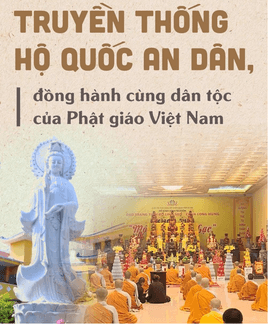 TRUYỀN THỐNG
HỘ QUỐC AN DÂN,
đồng hành cùng dân tộc
của Phật giáo Việt Nam